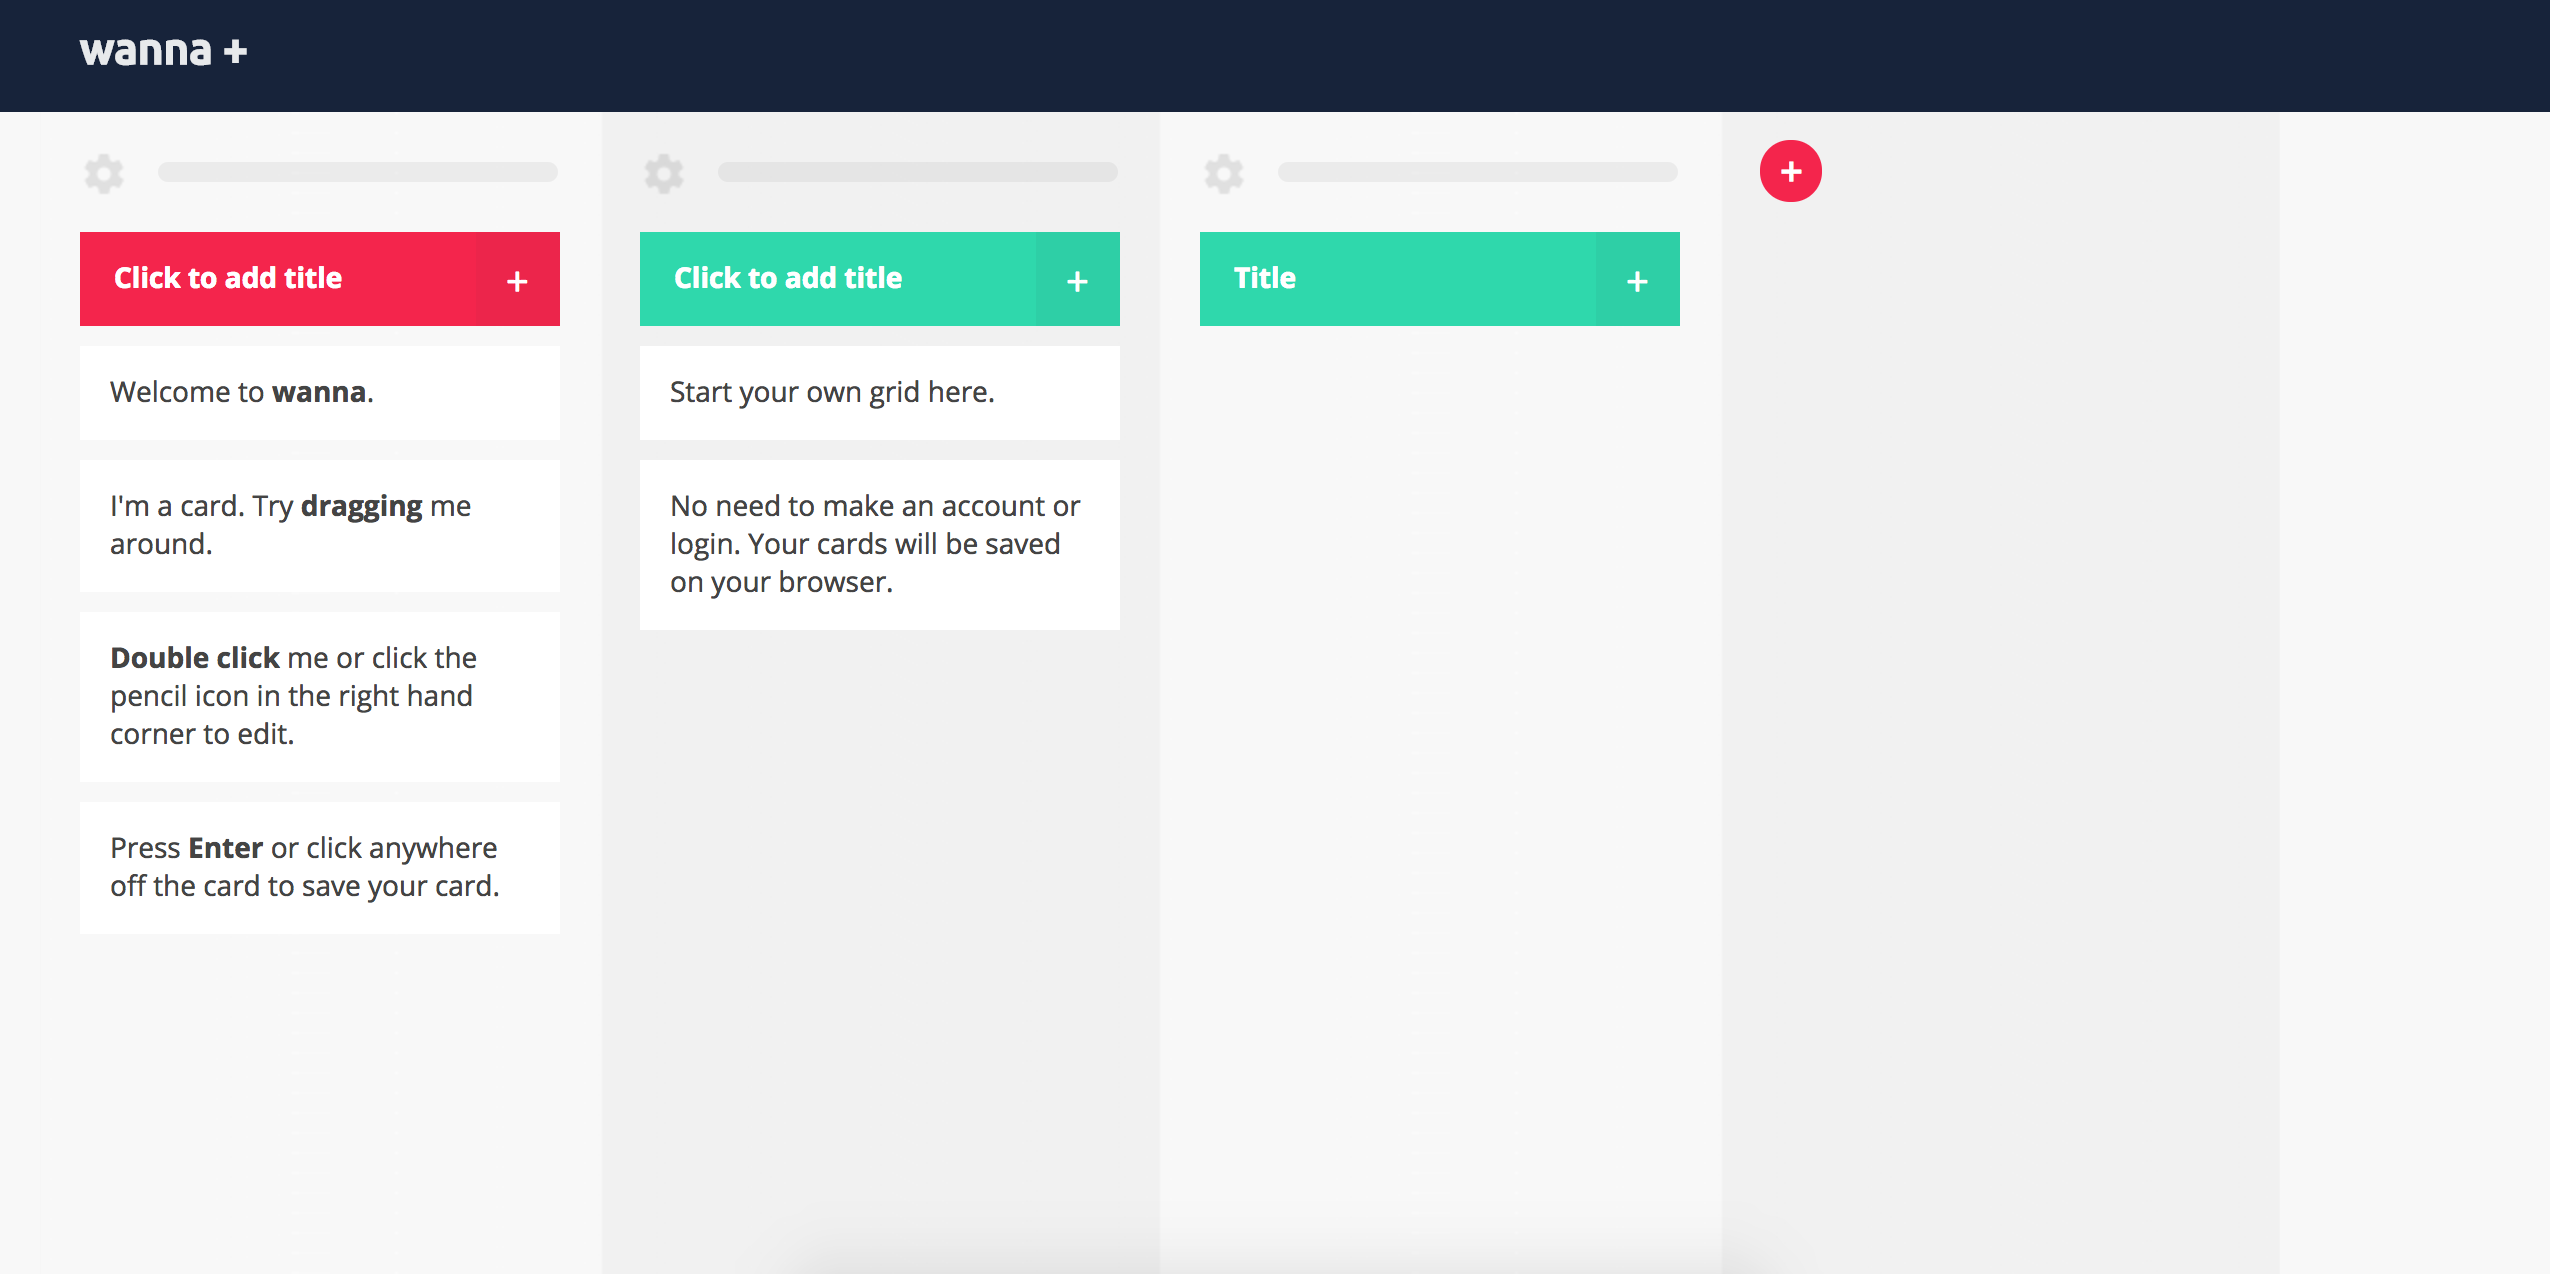 wanna +
Click to add title +
Welcome to wanna.
I'm a card. Try dragging me
around.
Double click me or click the
pencil icon in the right hand
corner to edit.
Press Enter or click anywhere
off the card to save your card.
Click to add title +
Start your own grid here.
No need to make an account or
login. Your cards will be saved
on your browser.
Title +
+